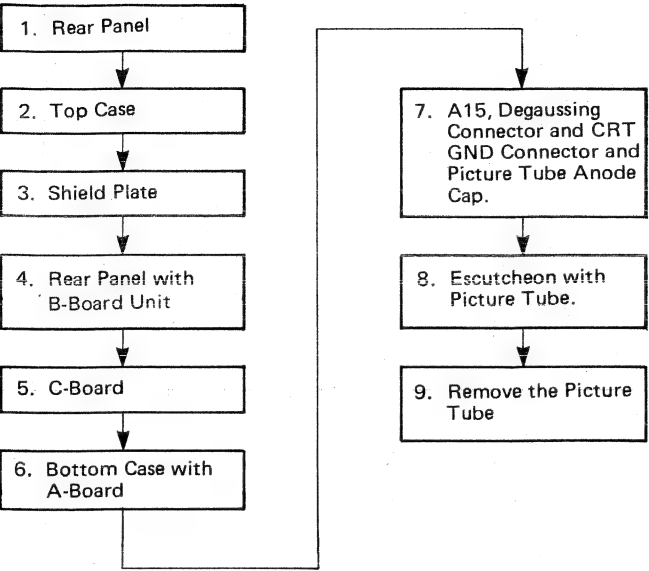 1. Rear Panel
2. Top Case
3. Shield Plate
4. Rear Panel with
B-Board Unit
5. C-Board
6. Bottom Case with
A-Board
7. A15, Degaussing
Connector and CRT
GND Connector and
Picture Tube Anode
Cap.
8. Escutcheon with
Picture Tube.
9. Remove the Picture
Tube